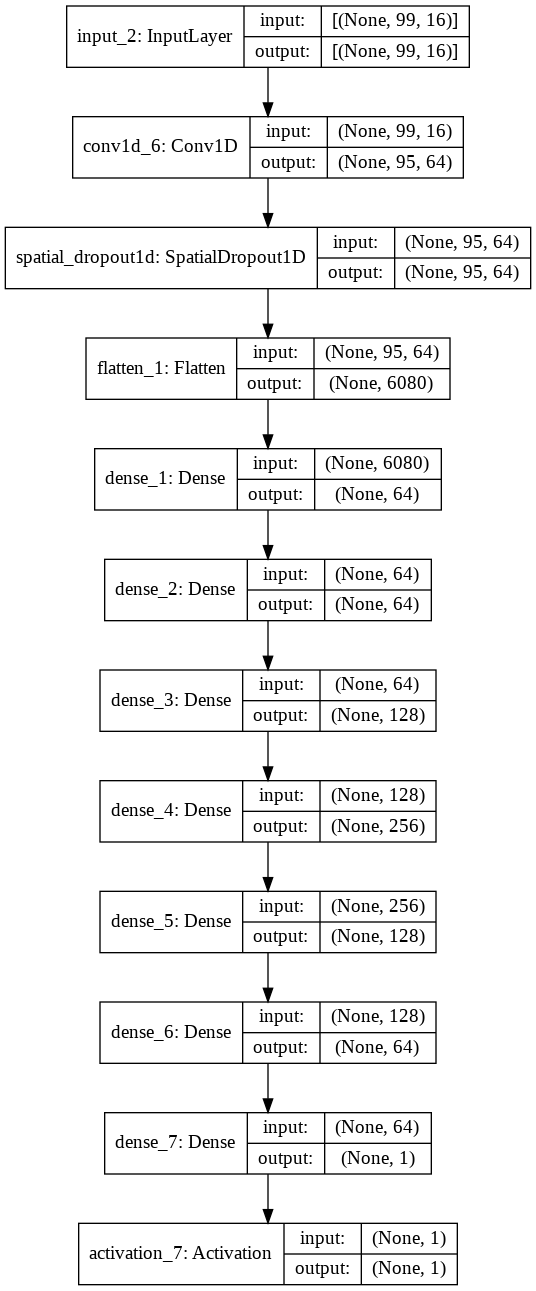 input_2: InputLayer
input: [(None, 99, 16)]
output: [(None, 99, 16)]
conv1d_6: Conv1D
input: (None, 99, 16)
output: (None, 95, 64)
spatial_dropout1d: SpatialDropout1D
input: (None, 95, 64)
output: (None, 95, 64)
flatten_1: Flatten
input: (None, 95, 64)
output: (None, 6080)
dense_1: Dense
input: (None, 6080)
output: (None, 64)
dense_2: Dense
input: (None, 64)
output: (None, 64)
dense_3: Dense
input: (None, 64)
output: (None, 128)
dense_4: Dense
input: (None, 128)
output: (None, 256)
dense_5: Dense
input: (None, 256)
output: (None, 128)
dense_6: Dense
input: (None, 128)
output: (None, 64)
dense_7: Dense
input: (None, 64)
output: (None, 1)
activation_7: Activation
input: (None, 1)
output: (None, 1)